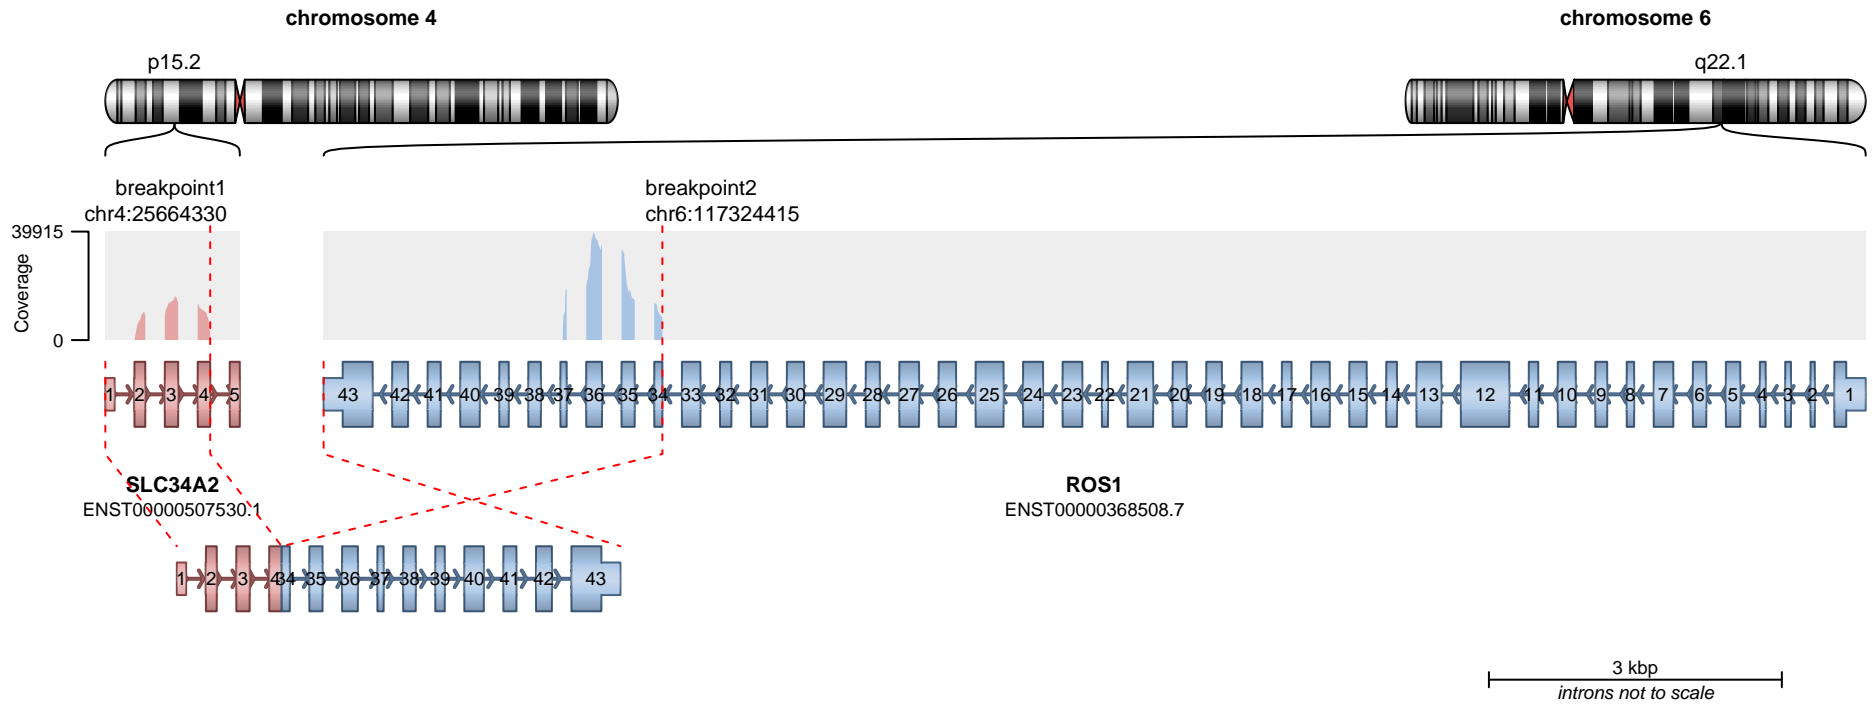 chromosome 4
chromosome 6
p15.2
q22.1
breakpoint1
chr4:25664330
breakpoint2
chr6:117324415
39915
Coverage
0
1 2 3 4 5
43 42 41 40 39 38 37 36 35 34 33 32 31 30 29 28 27 26 25 24 23 22 21 20 19 18 17 16 15 14 13 12 11 10 9 8 7 6 5 4 3 2 1
SLC34A2
ENST00000507530.1
ROS1
ENST00000368508.7
1 2 3 4 34 35 36 37 38 39 40 41 42 43
3 kbp
introns not to scale